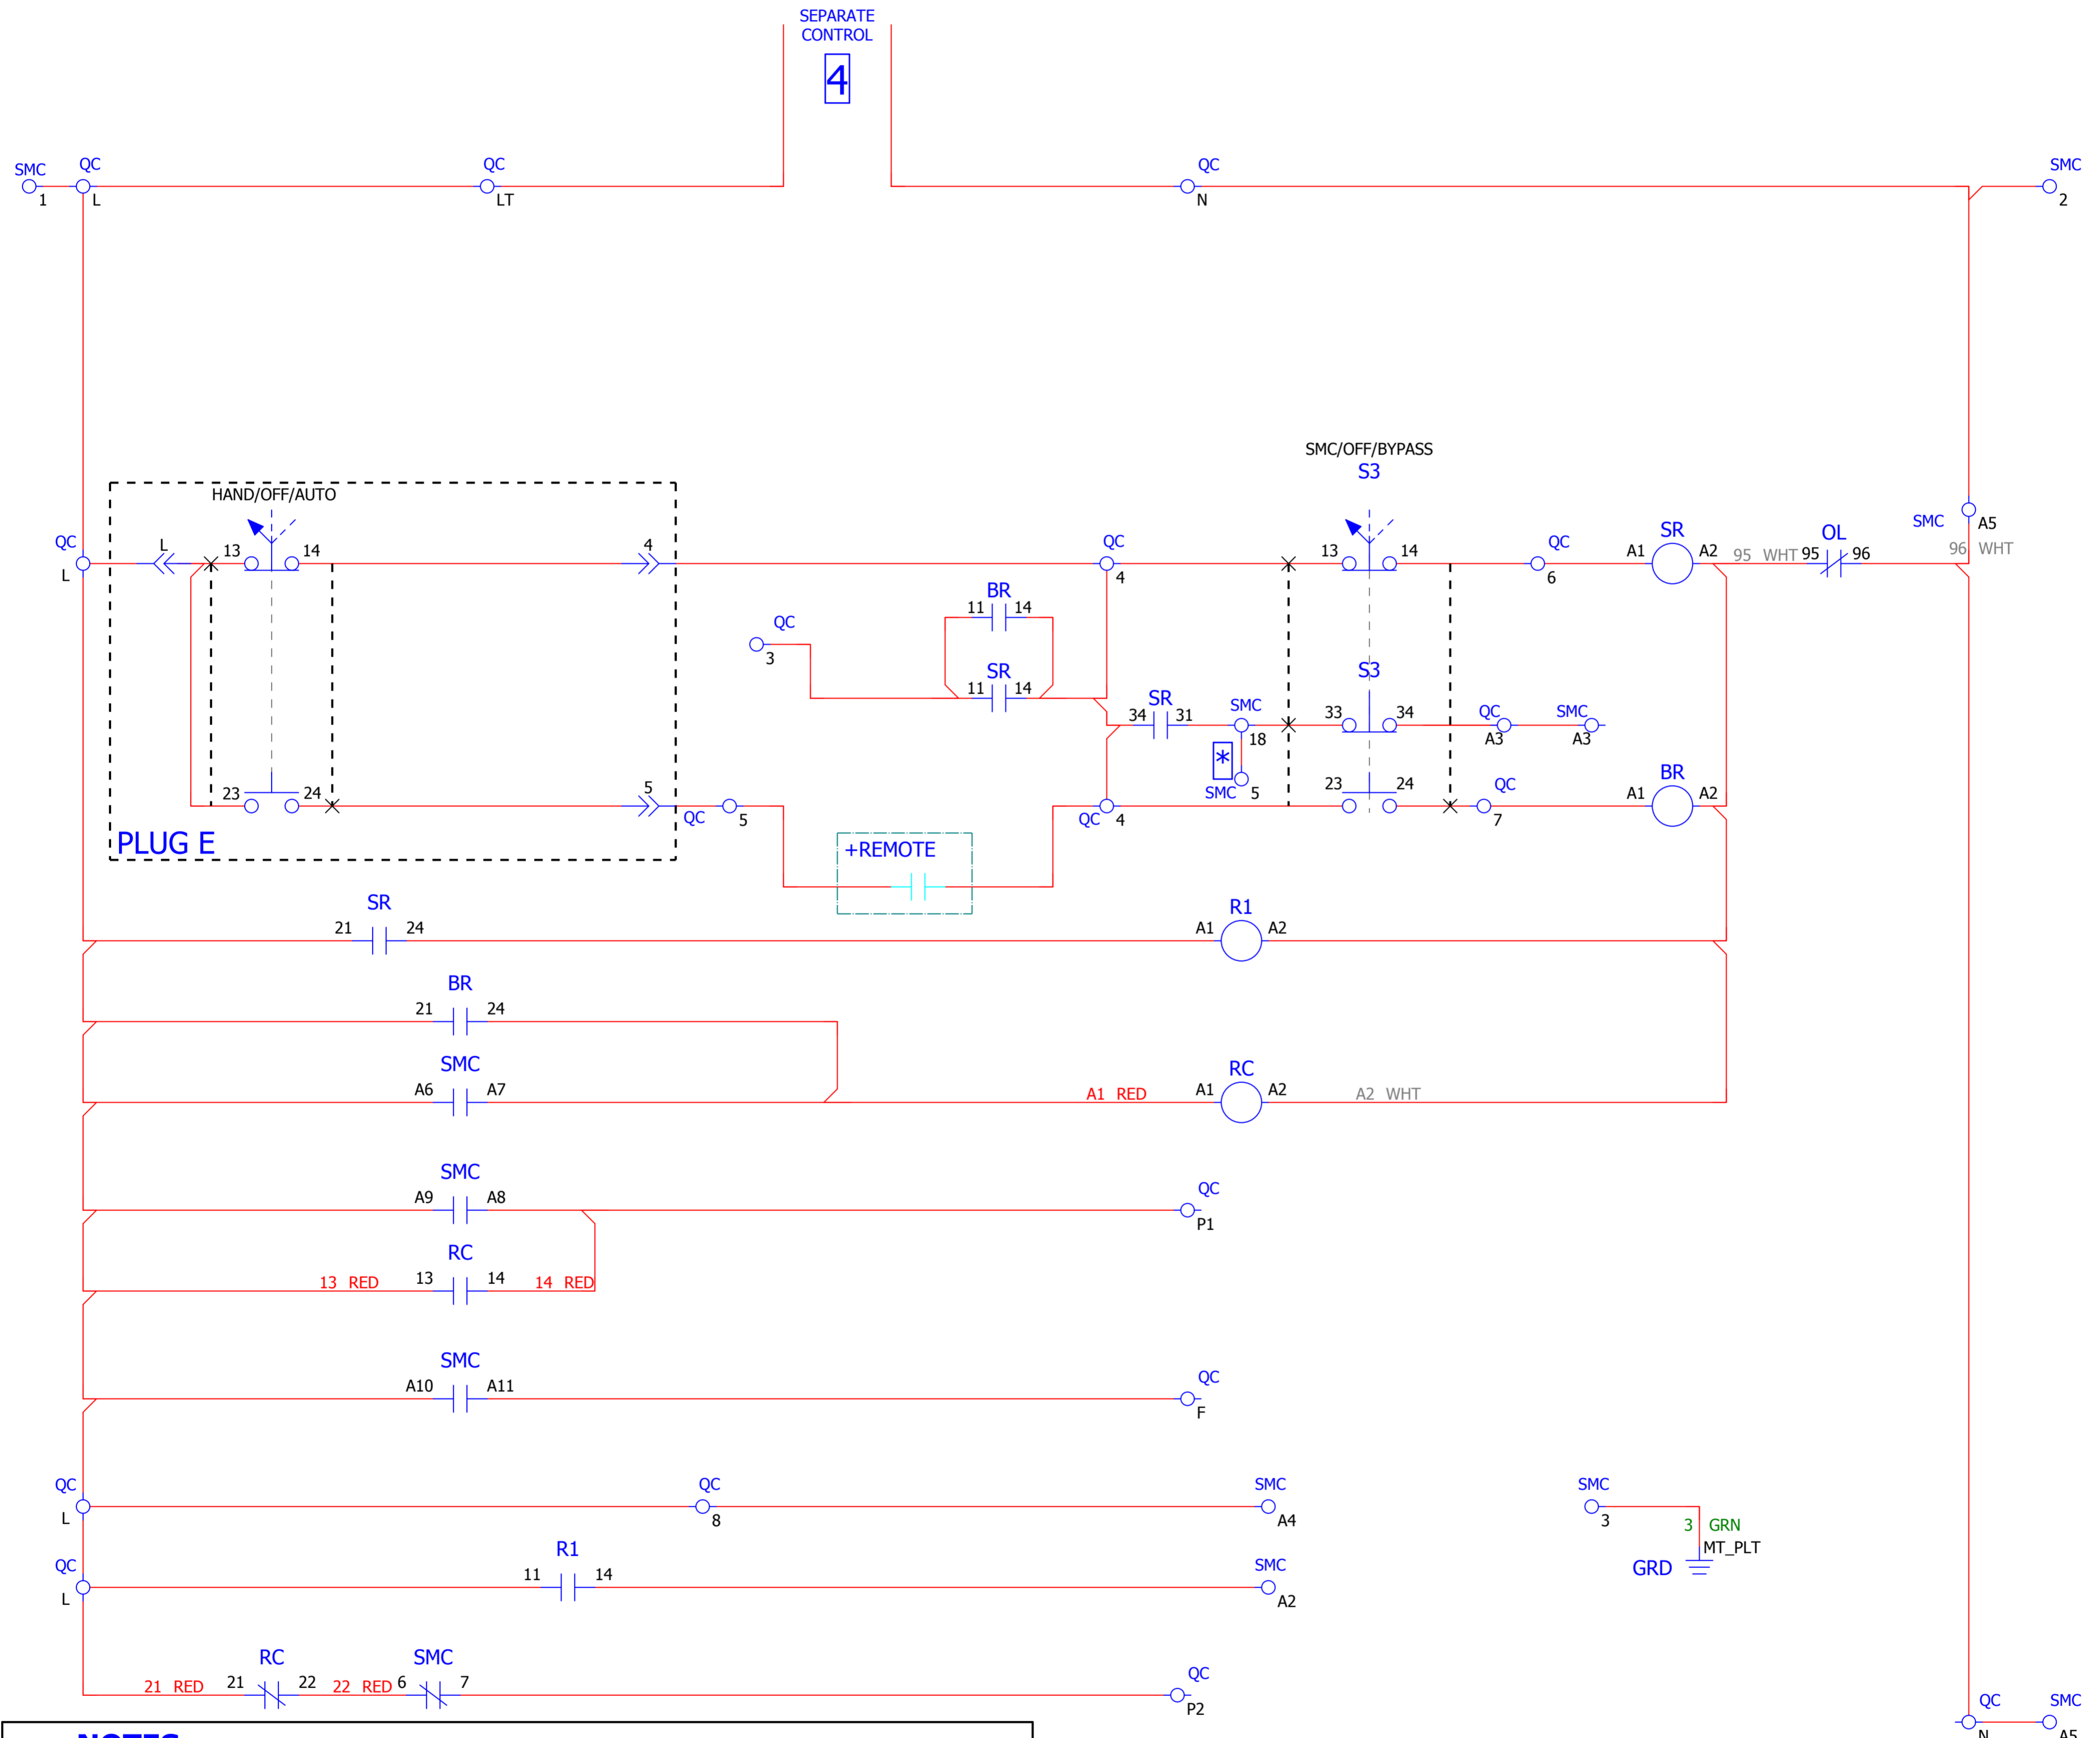 SEPARATE
CONTROL
4
SMC
1
QC
L
QC
LT
QC
N
SMC
2
SMC/OFF/BYPASS
S3
HAND/OFF/AUTO
QC
L
L
13
14
4
QC
4
13
14
QC
6
SR
A1
A2
95 WHT
OL
95
96
SMC
A5
96 WHT
BR
11
14
QC
3
SR
11
14
SR
34
31
SMC
18
*
SMC
5
S3
33
34
QC
A3
SMC
A3
23
24
5
QC
5
QC
4
23
24
QC
7
BR
A1
A2
PLUG E
+REMOTE
SR
21
24
R1
A1
A2
BR
21
24
SMC
A6
A7
A1 RED
RC
A1
A2
A2 WHT
SMC
A9
A8
QC
P1
RC
13 RED
13
14
14 RED
SMC
A10
A11
QC
F
QC
L
QC
8
SMC
A4
SMC
3
3 GRN
MT_PLT
GRD
QC
L
R1
11
14
SMC
A2
RC
21 RED
21
22
22 RED
SMC
6
7
QC
P2
QC
N
SMC
A5
NOTES